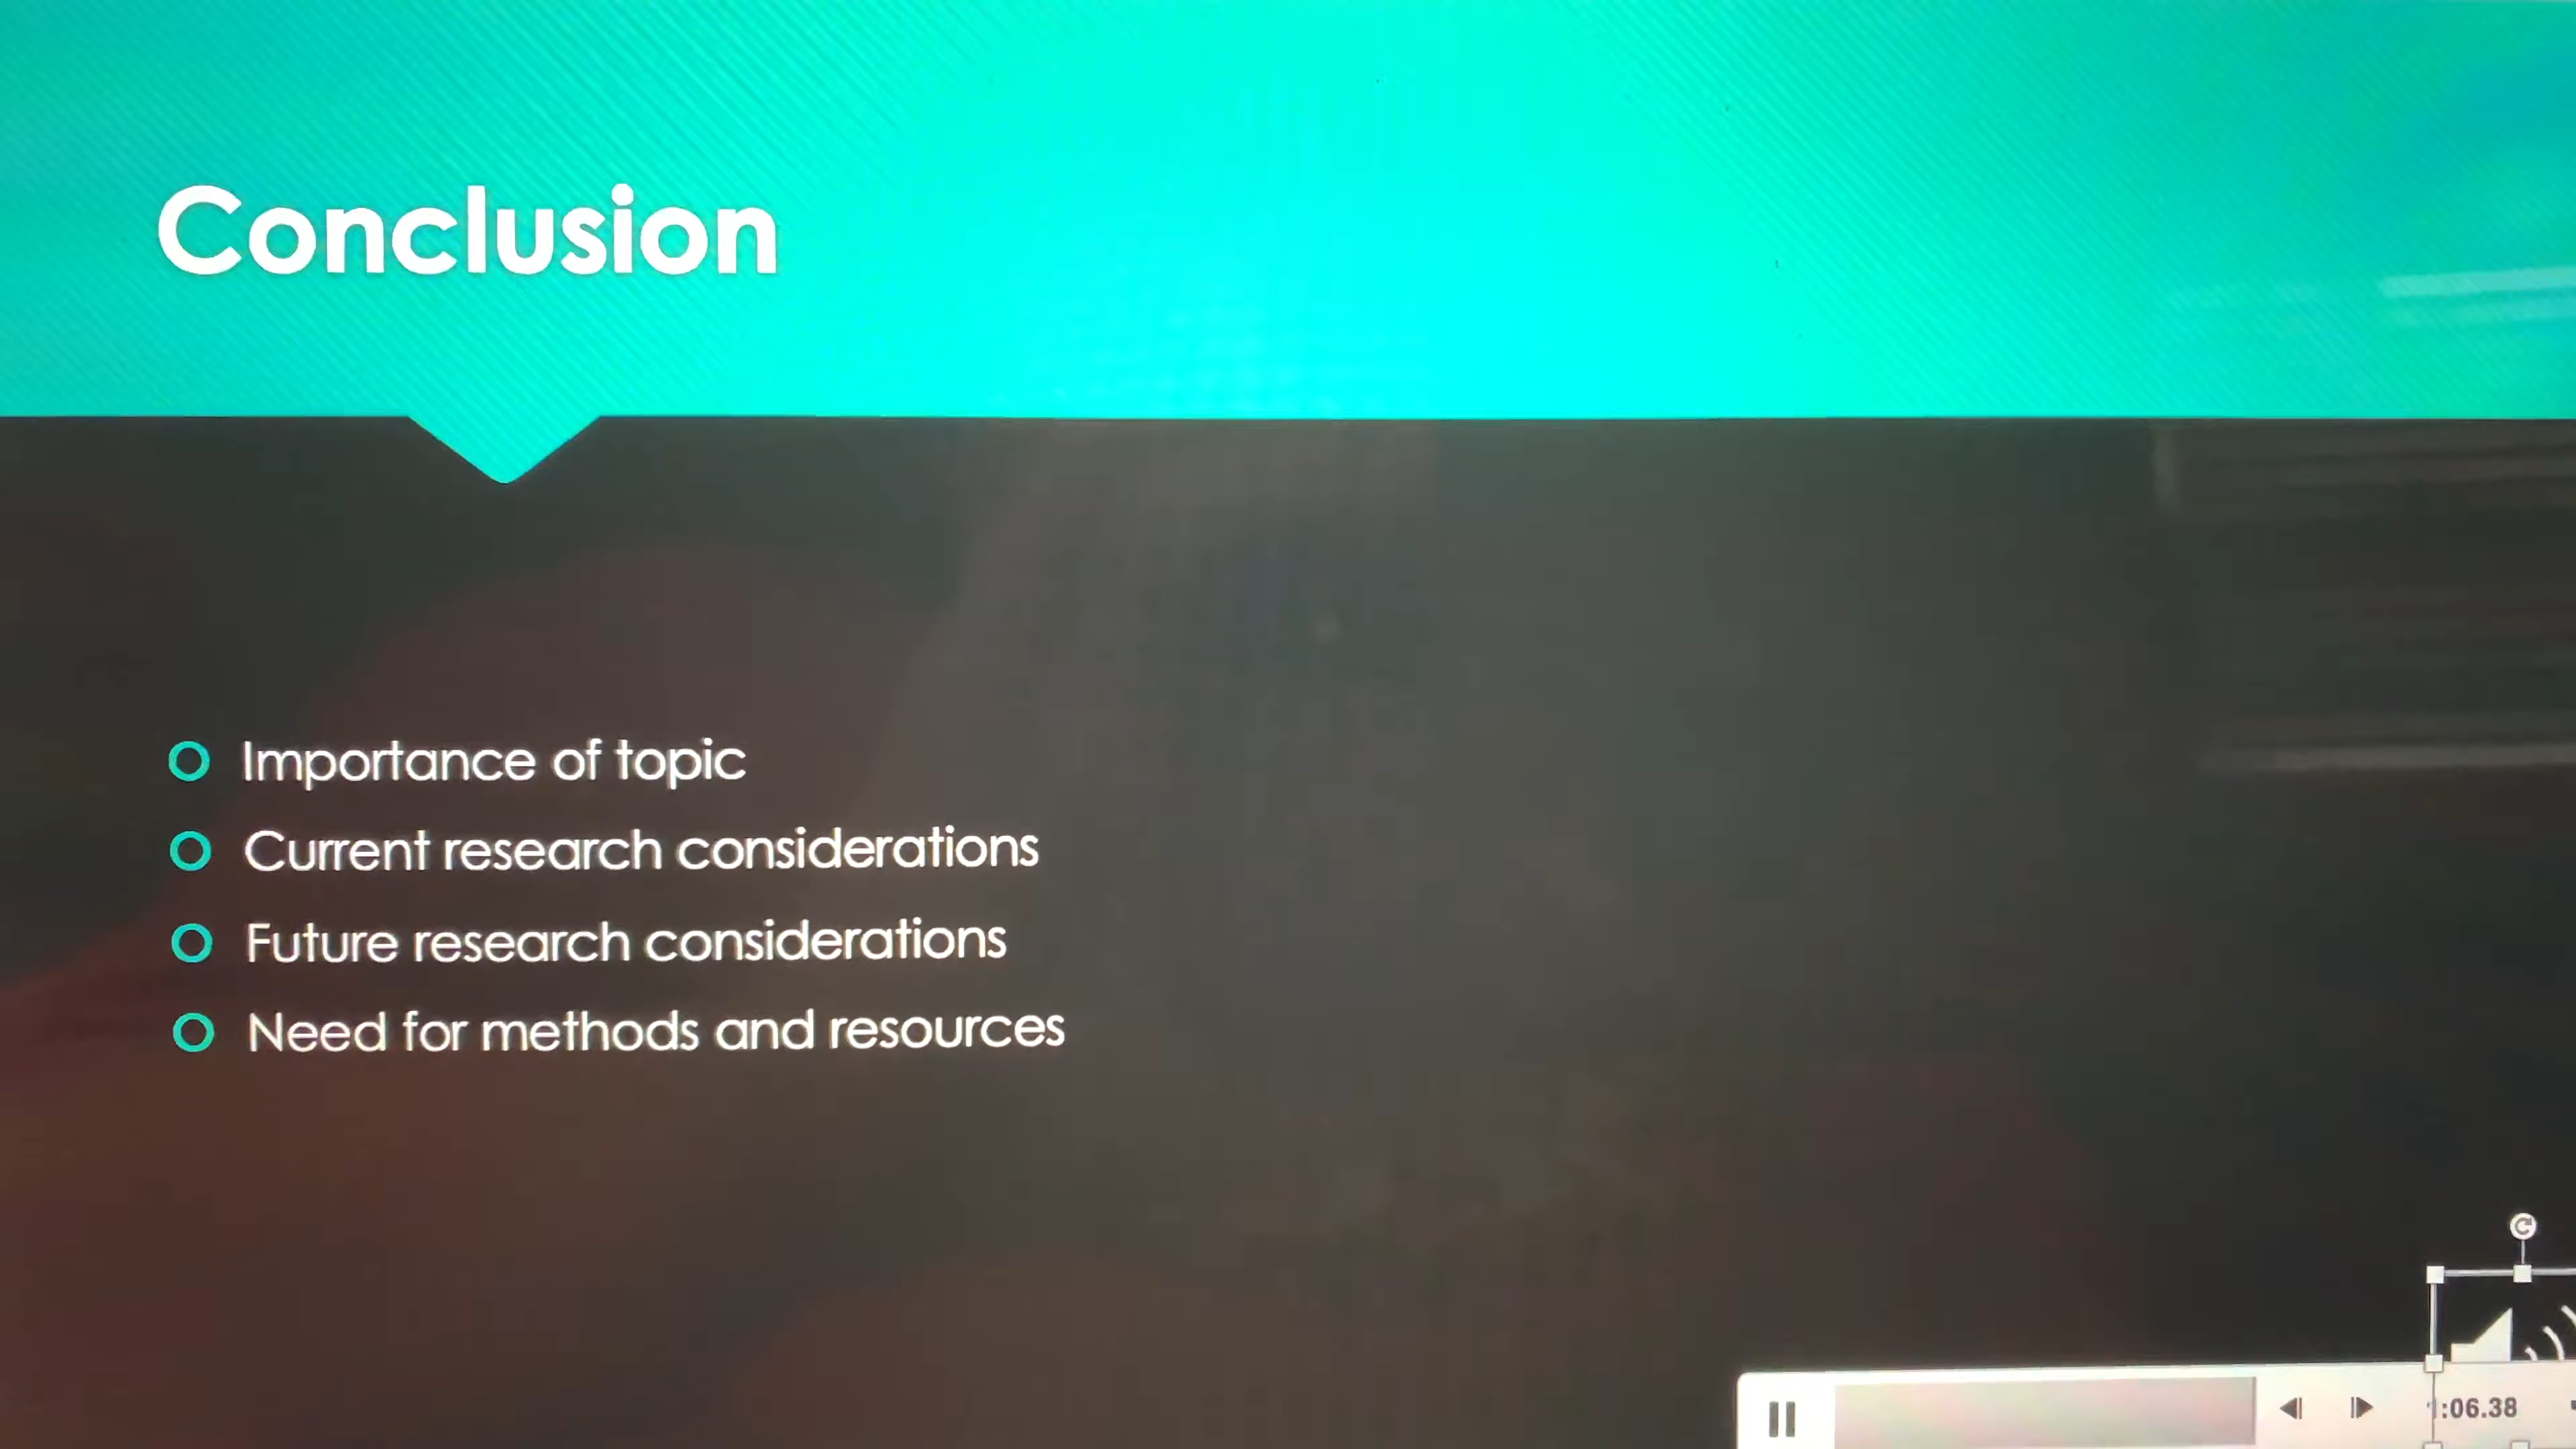 Conclusion
Importance of topic
Current research considerations
Future research considerations
Need for methods and resources
:06.38